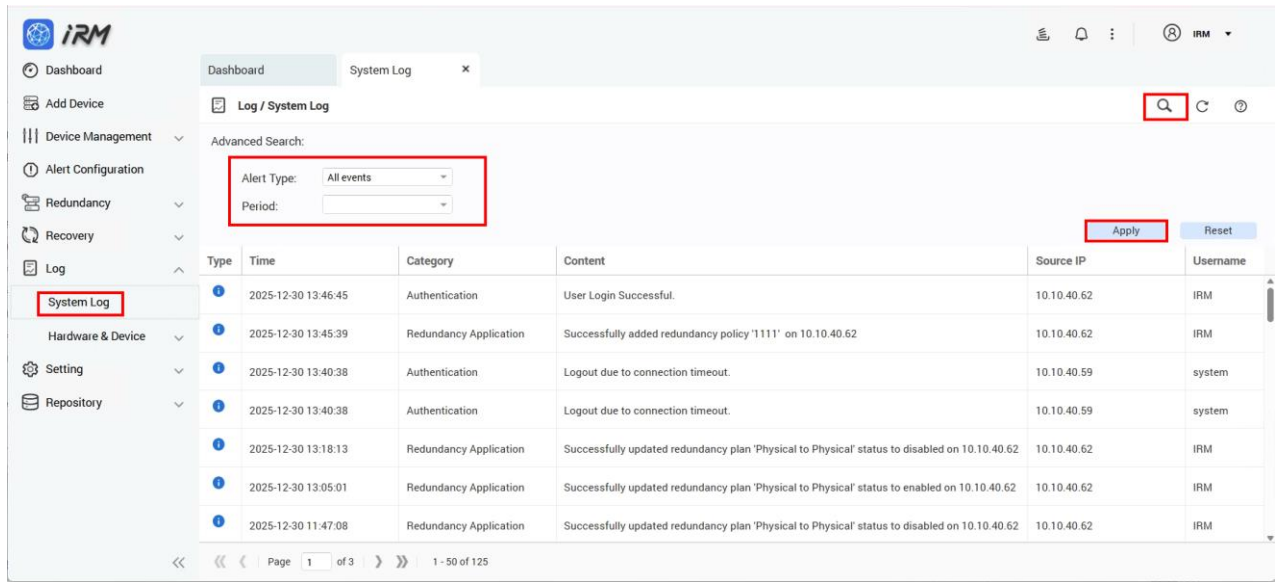 iRM
IRM
Dashboard
Add Device
Device Management
Alert Configuration
Redundancy
Recovery
Log
System Log
Hardware & Device
Setting
Repository
Dashboard System Log ×
Log / System Log
Advanced Search:
Alert Type: All events
Period:
Apply Reset
Type Time Category Content Source IP Username
2025-12-30 13:46:45 Authentication User Login Successful. 10.10.40.62 IRM
2025-12-30 13:45:39 Redundancy Application Successfully added redundancy policy '1111' on 10.10.40.62 10.10.40.62 IRM
2025-12-30 13:40:38 Authentication Logout due to connection timeout. 10.10.40.59 system
2025-12-30 13:40:38 Authentication Logout due to connection timeout. 10.10.40.59 system
2025-12-30 13:18:13 Redundancy Application Successfully updated redundancy plan 'Physical to Physical' status to disabled on 10.10.40.62 10.10.40.62 IRM
2025-12-30 13:05:01 Redundancy Application Successfully updated redundancy plan 'Physical to Physical' status to enabled on 10.10.40.62 10.10.40.62 IRM
2025-12-30 11:47:08 Redundancy Application Successfully updated redundancy plan 'Physical to Physical' status to disabled on 10.10.40.62 10.10.40.62 IRM
Page 1 of 3 1 - 50 of 125